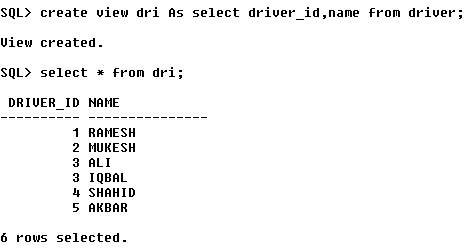 SQL> create view dri As select driver_id,name from driver;
View created.
SQL> select * from dri;
DRIVER_ID NAME
---------- ---------------
1 RAMESH
2 MUKESH
3 ALI
3 IQBAL
4 SHAHID
5 AKBAR
6 rows selected.